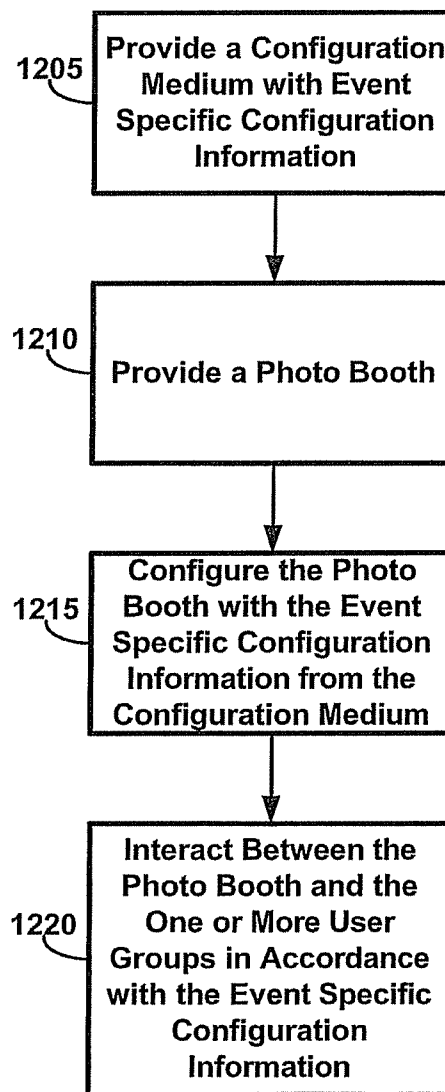 1205
Provide a Configuration
Medium with Event
Specific Configuration
Information
1210
Provide a Photo Booth
1215
Configure the Photo
Booth with the Event
Specific Configuration
Information from the
Configuration Medium
1220
Interact Between the
Photo Booth and the
One or More User
Groups in Accordance
with the Event Specific
Configuration
Information